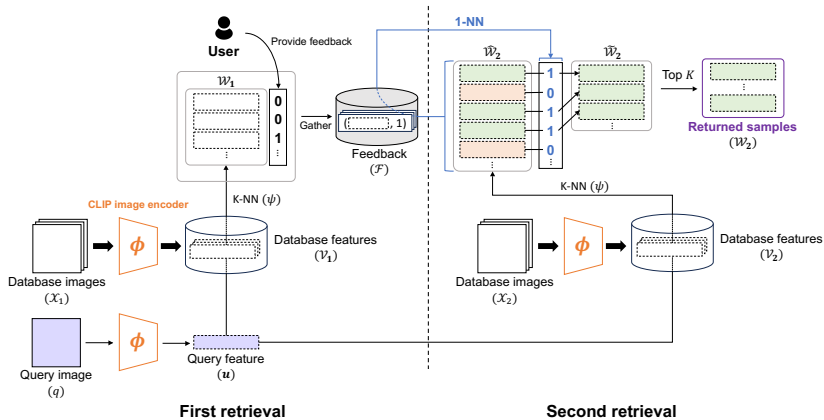 User
Provide feedback
𝒲₁
0
0
1
⋮
⋮
Gather
( , 1)
Feedback
(ℱ)
K-NN (ψ)
CLIP image encoder
ϕ
Database images
(𝒳₁)
Database features
(𝒱₁)
ϕ
Query image
(q)
Query feature
(u)
First retrieval
1-NN
𝒲̂₂
1
0
1
1
0
⋮
⋮
𝒲̃₂
⋮
Top K
⋮
Returned samples
(𝒲₂)
K-NN (ψ)
ϕ
Database images
(𝒳₂)
Database features
(𝒱₂)
Second retrieval